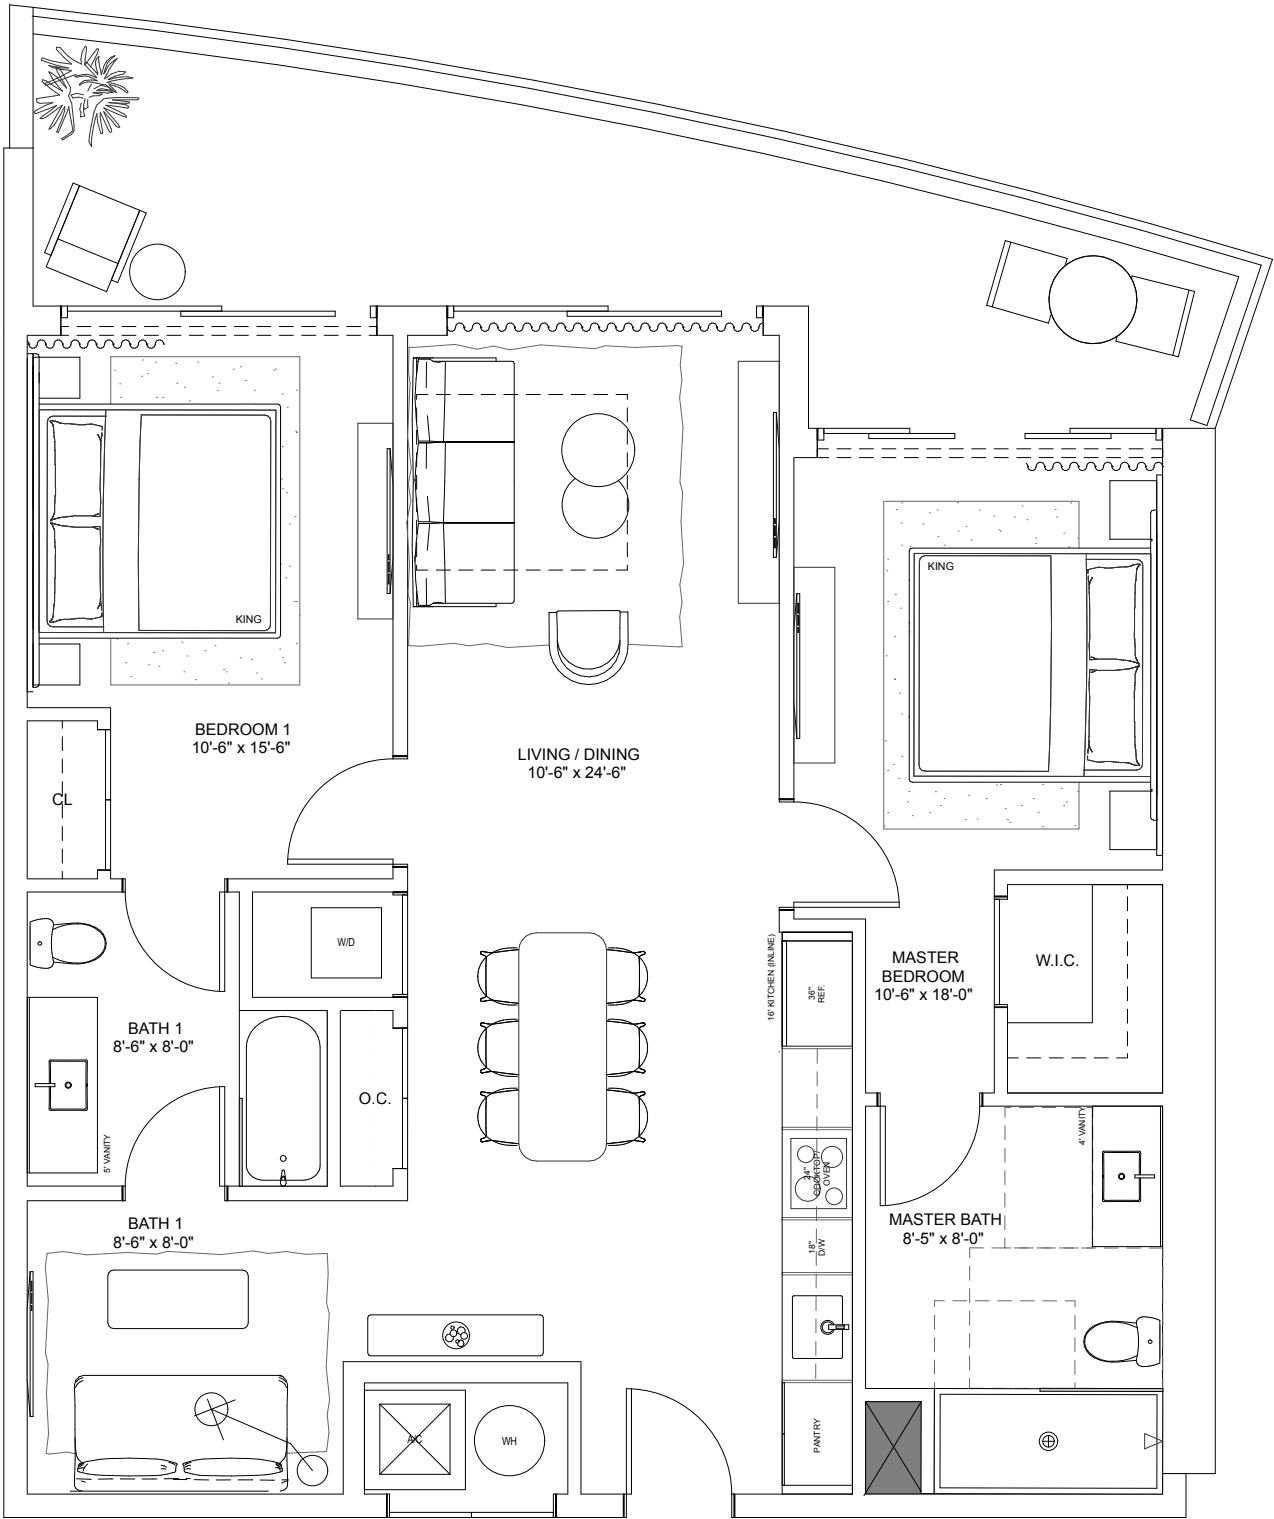 KING
KING
BEDROOM 1
10'-6" x 15'-6"
LIVING / DINING
10'-6" x 24'-6"
CL
W/D
16' KITCHEN (INLINE)
36"
REF.
MASTER
BEDROOM
10'-6" x 18'-0"
W.I.C.
BATH 1
8'-6" x 8'-0"
O.C.
5' VANITY
4' VANITY
24"
COOKTOP/
OVEN
BATH 1
8'-6" x 8'-0"
MASTER BATH
8'-5" x 8'-0"
18"
D/W
A/C
WH
PANTRY